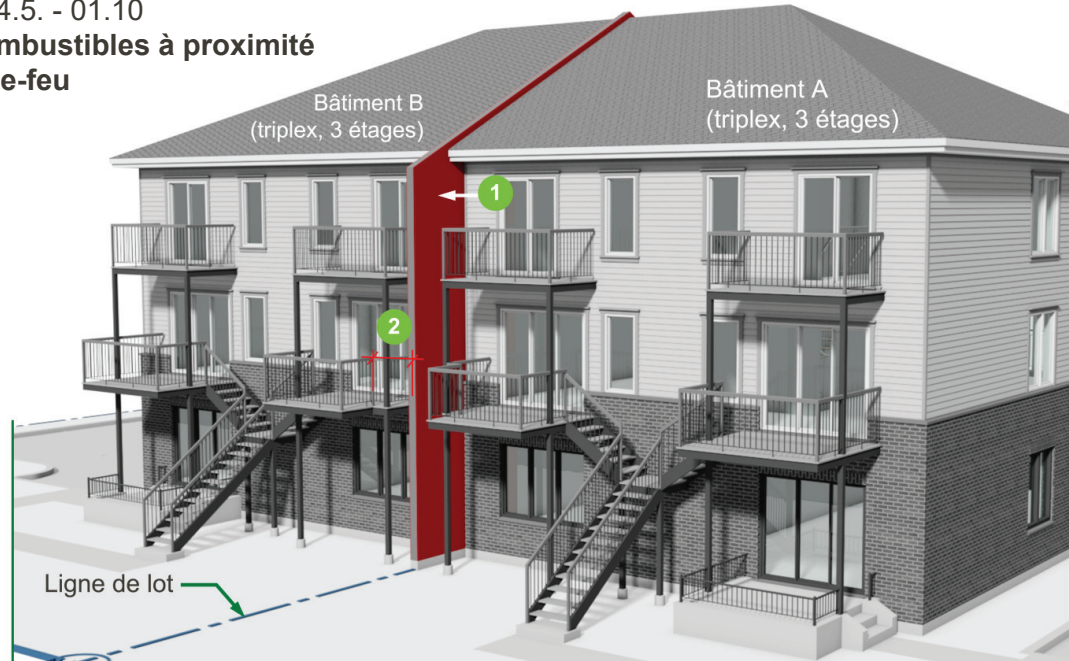 4.5. - 01.10
mbustibles à proximité
e-feu
Bâtiment B
(triplex, 3 étages)
Bâtiment A
(triplex, 3 étages)
1
2
Ligne de lot